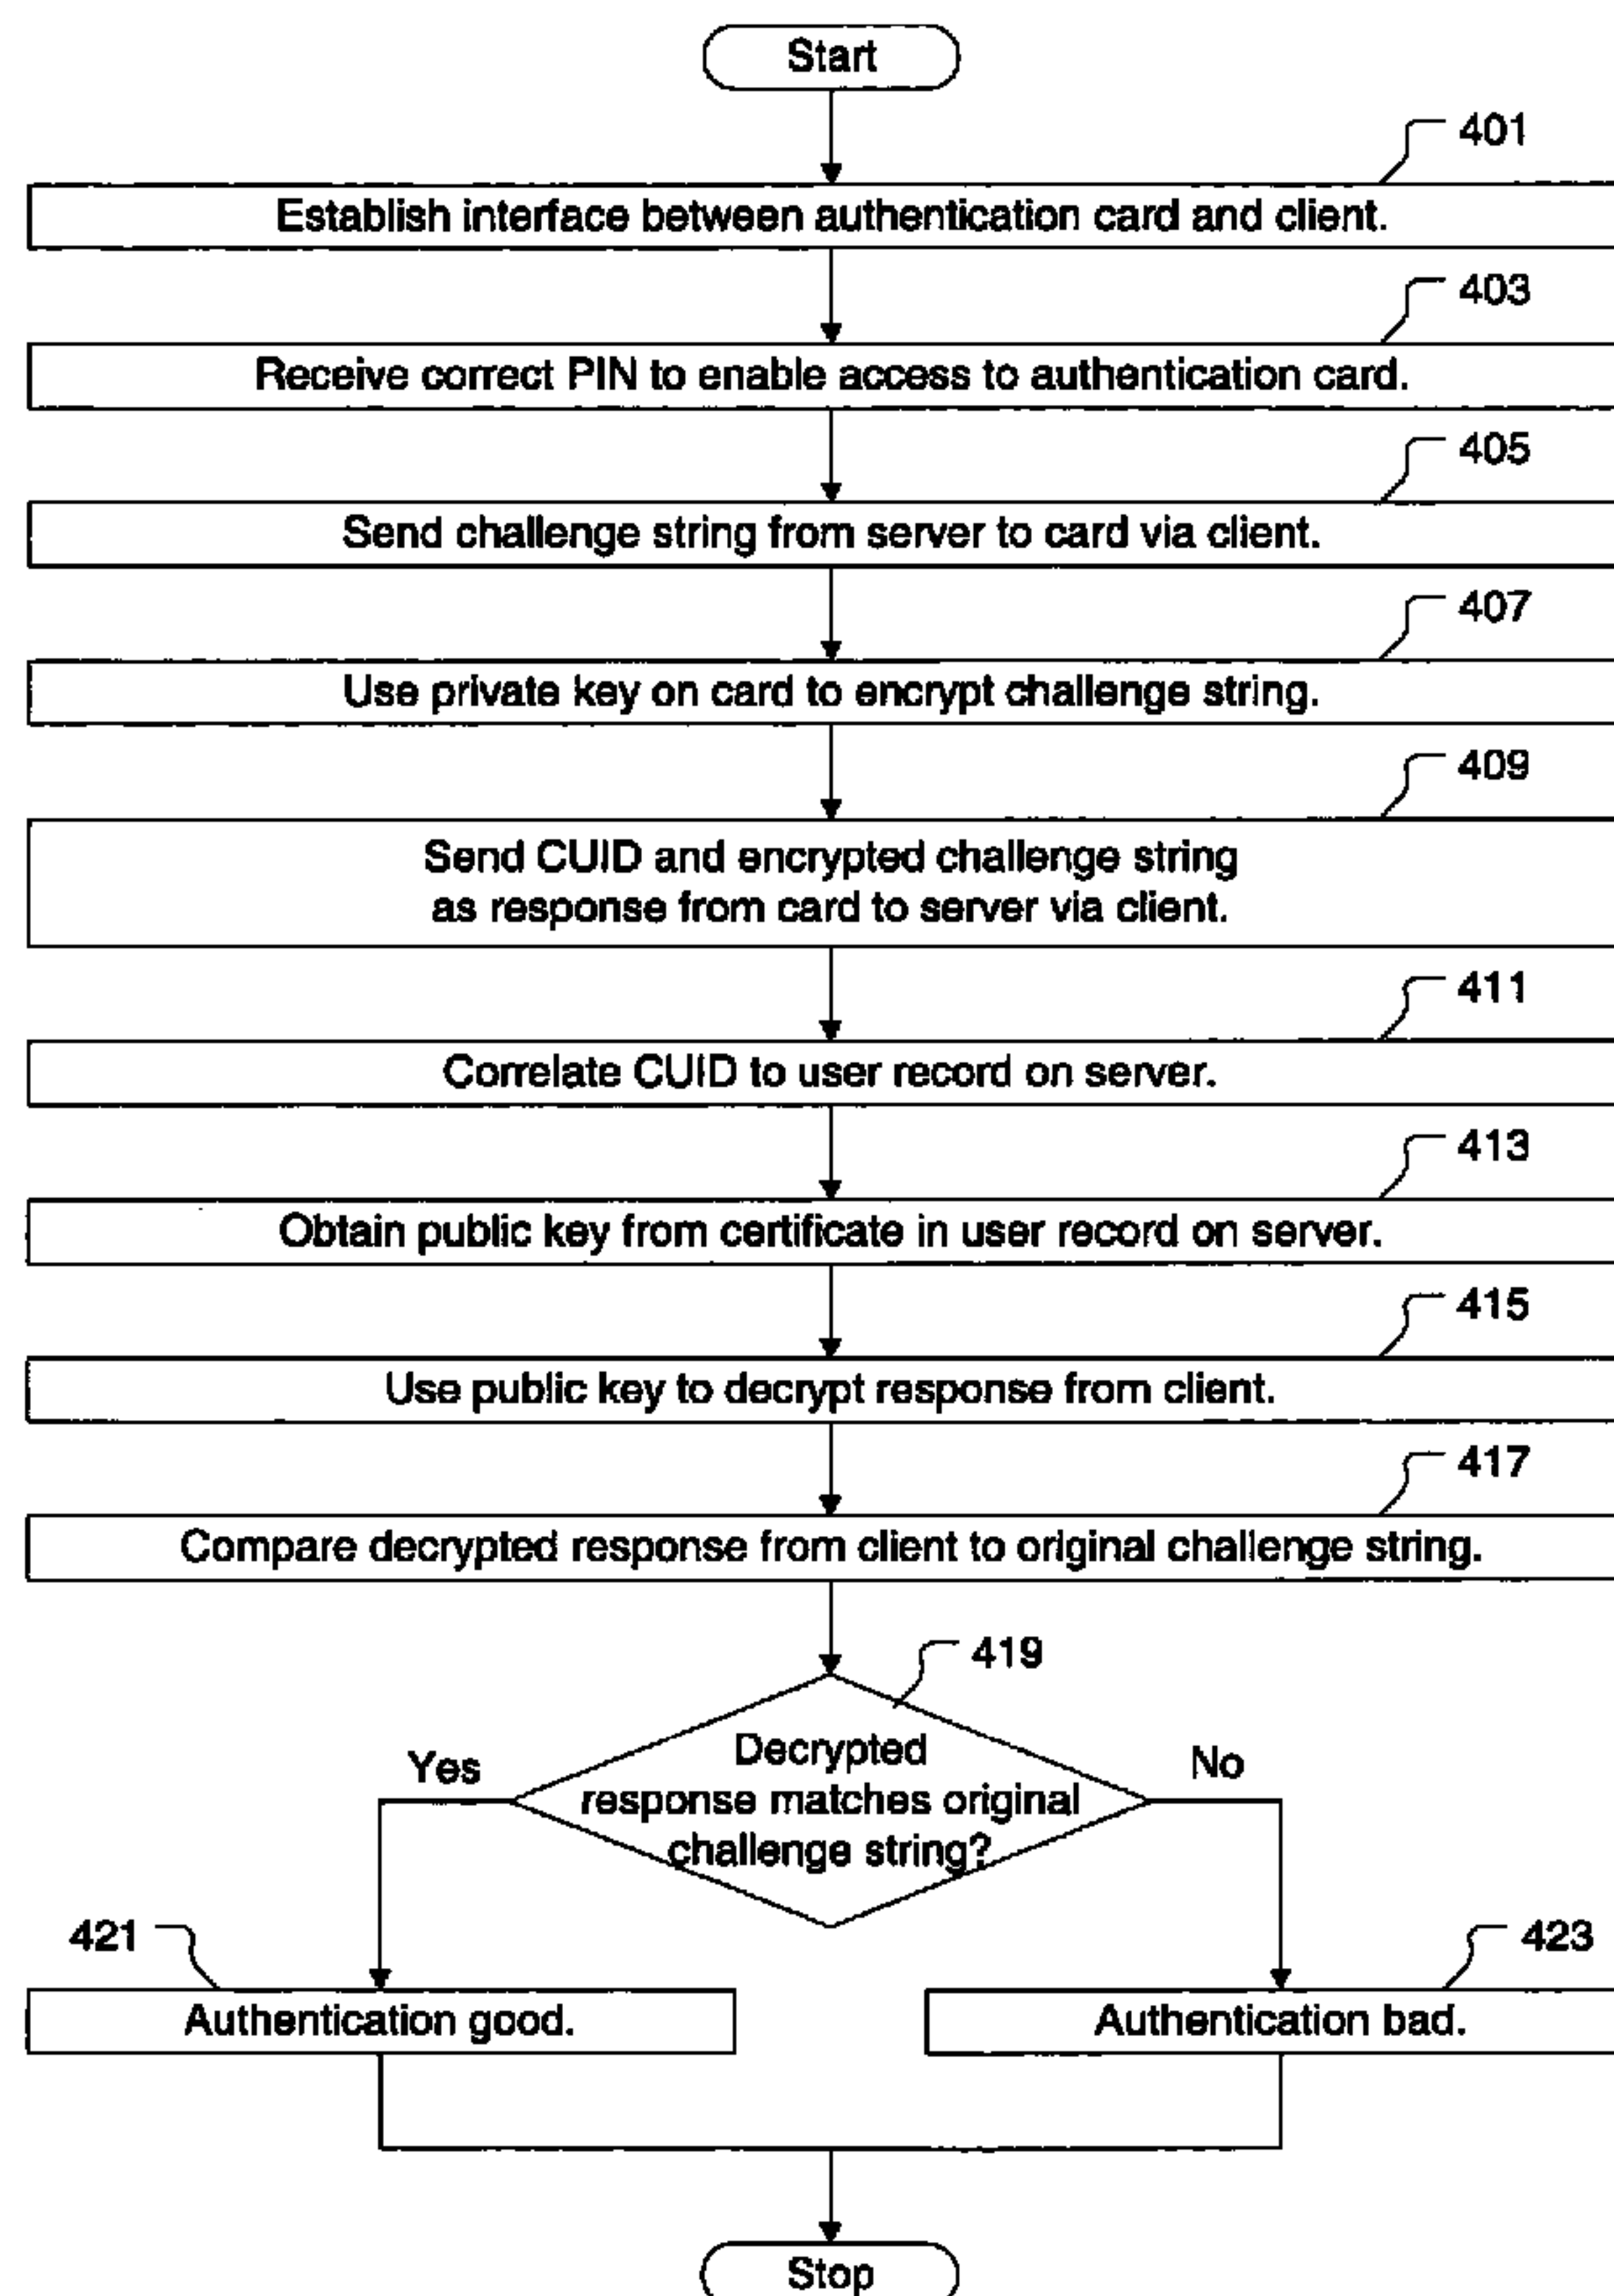 Start
401
Establish interface between authentication card and client.
403
Receive correct PIN to enable access to authentication card.
405
Send challenge string from server to card via client.
407
Use private key on card to encrypt challenge string.
409
Send CUID and encrypted challenge string
as response from card to server via client.
411
Correlate CUID to user record on server.
413
Obtain public key from certificate in user record on server.
415
Use public key to decrypt response from client.
417
Compare decrypted response from client to original challenge string.
419
Decrypted
response matches original
challenge string?
Yes
No
421
Authentication good.
423
Authentication bad.
Stop